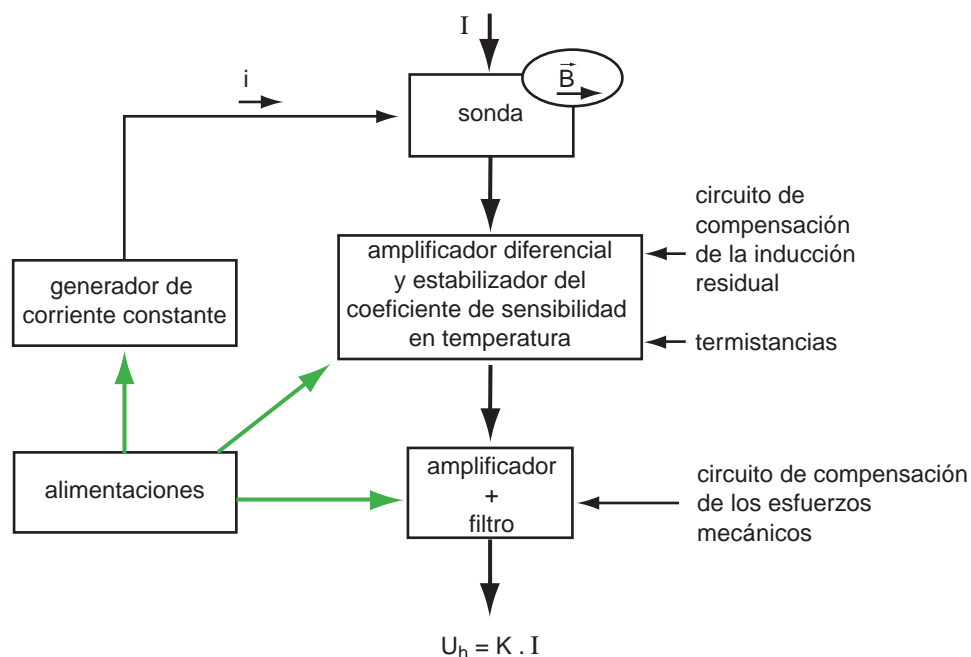 I
i
B
sonda
circuito de
compensación
de la inducción
residual
amplificador diferencial
y estabilizador del
coeficiente de sensibilidad
en temperatura
generador de
corriente constante
termistancias
alimentaciones
amplificador
+
filtro
circuito de compensación
de los esfuerzos
mecánicos
U_h = K . I